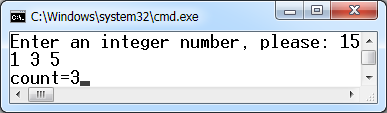 C:\Windows\system32\cmd.exe
Enter an integer number, please: 15
1 3 5
count=3